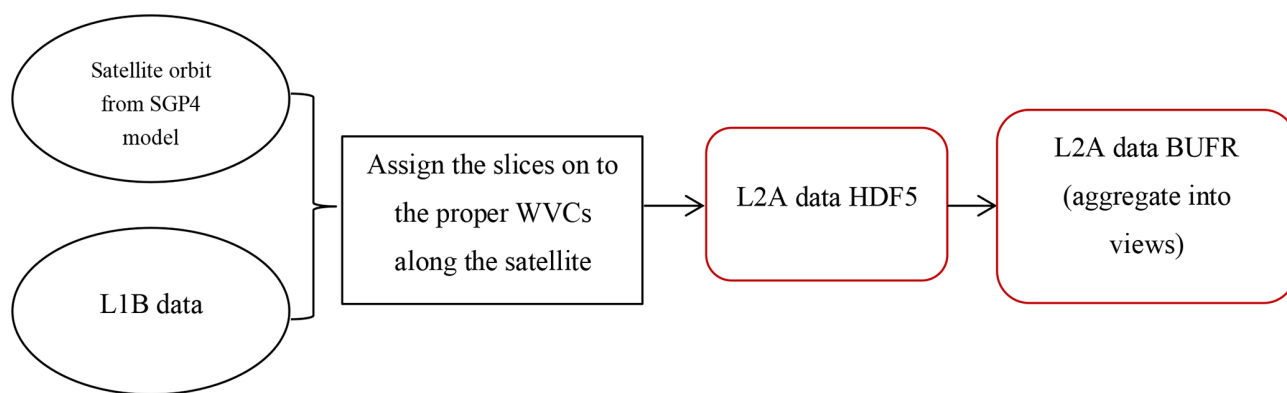 Satellite orbit
from SGP4
model
L1B data
Assign the slices on to
the proper WVCs
along the satellite
L2A data HDF5
L2A data BUFR
(aggregate into
views)